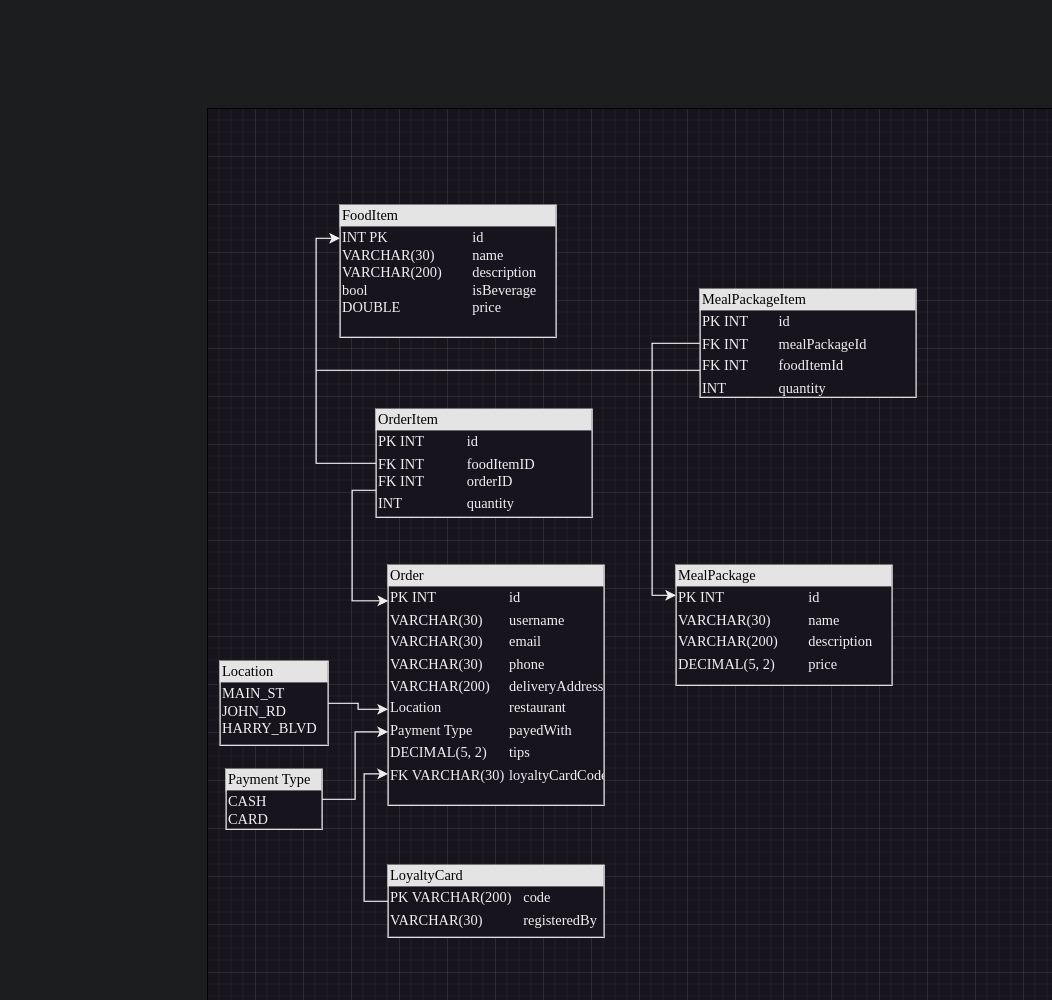 FoodItem
INT PK id
VARCHAR(30) name
VARCHAR(200) description
bool isBeverage
DOUBLE price
MealPackageItem
PK INT id
FK INT mealPackageId
FK INT foodItemId
INT quantity
OrderItem
PK INT id
FK INT foodItemID
FK INT orderID
INT quantity
Order
PK INT id
VARCHAR(30) username
VARCHAR(30) email
VARCHAR(30) phone
VARCHAR(200) deliveryAddress
Location restaurant
Payment Type payedWith
DECIMAL(5, 2) tips
FK VARCHAR(30) loyaltyCardCode
MealPackage
PK INT id
VARCHAR(30) name
VARCHAR(200) description
DECIMAL(5, 2) price
Location
MAIN_ST
JOHN_RD
HARRY_BLVD
Payment Type
CASH
CARD
LoyaltyCard
PK VARCHAR(200) code
VARCHAR(30) registeredBy